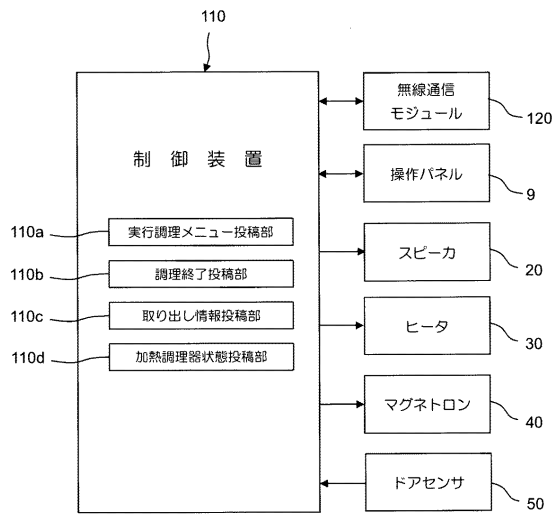 110
制御装置
110a
実行調理メニュー投稿部
110b
調理終了投稿部
110c
取り出し情報投稿部
110d
加熱調理器状態投稿部
無線通信
モジュール
120
操作パネル
9
スピーカ
20
ヒータ
30
マグネトロン
40
ドアセンサ
50